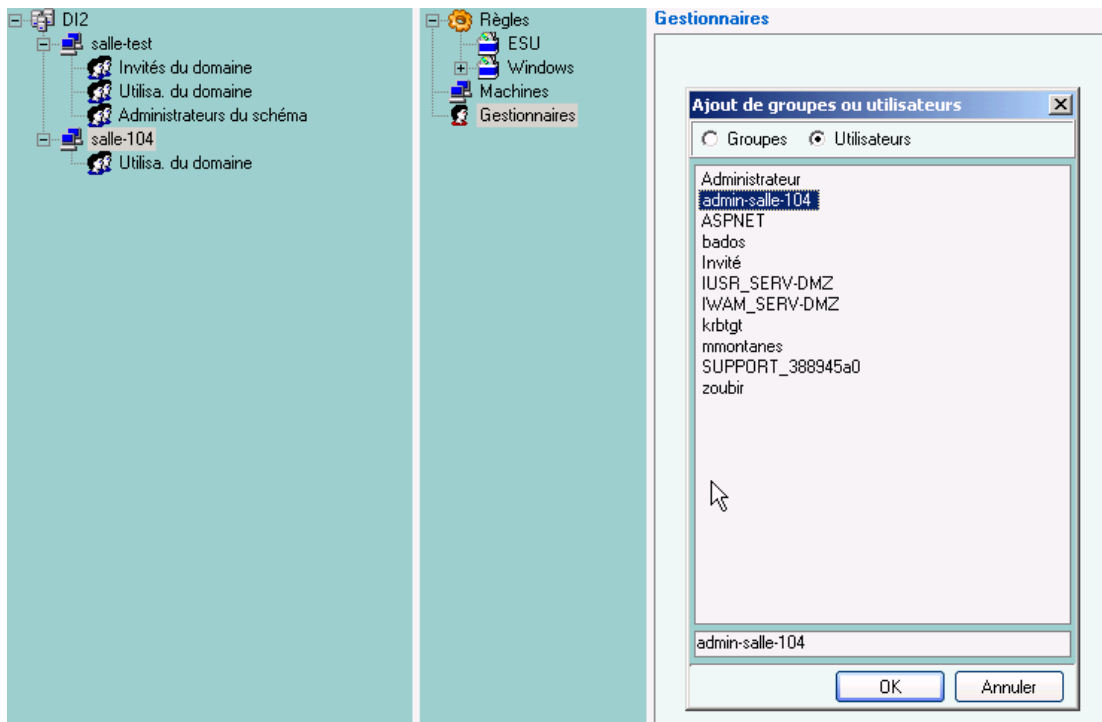 DI2
salle-test
Invités du domaine
Utilisa. du domaine
Administrateurs du schéma
salle-104
Utilisa. du domaine
Règles
ESU
Windows
Machines
Gestionnaires
Gestionnaires
Ajout de groupes ou utilisateurs
Groupes Utilisateurs
Administrateur
admin-salle-104
ASPNET
bados
Invité
IUSR_SERV-DMZ
IWAM_SERV-DMZ
krbtgt
mmontanes
SUPPORT_388945a0
zoubir
admin-salle-104
OK Annuler